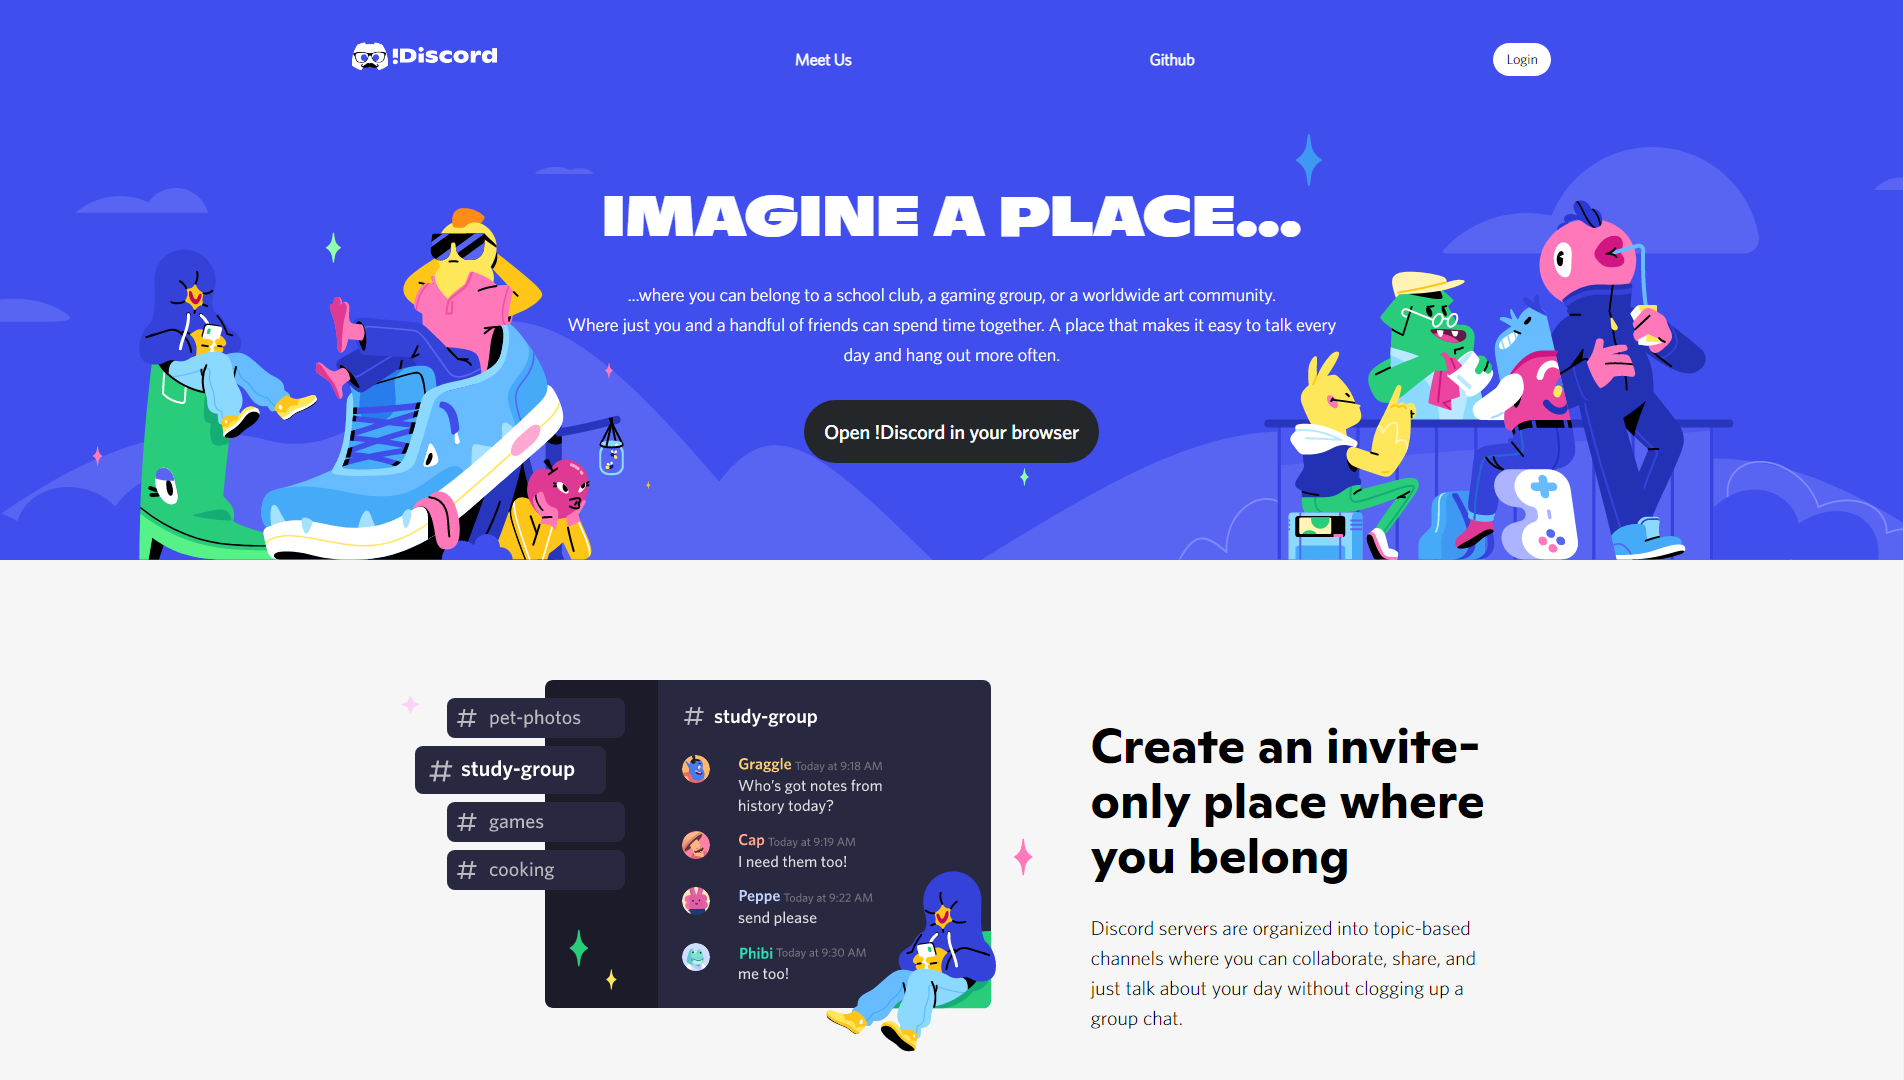 !Discord
Meet Us
Github
Login
IMAGINE A PLACE...
...where you can belong to a school club, a gaming group, or a worldwide art community.
Where just you and a handful of friends can spend time together. A place that makes it easy to talk every
day and hang out more often.
Open !Discord in your browser
# pet-photos
# study-group
# games
# cooking
# study-group
Graggle Today at 9:18 AM
Who's got notes from
history today?
Cap Today at 9:19 AM
I need them too!
Peppe Today at 9:22 AM
send please
Phibi Today at 9:30 AM
me too!
Create an invite-
only place where
you belong
Discord servers are organized into topic-based
channels where you can collaborate, share, and
just talk about your day without clogging up a
group chat.